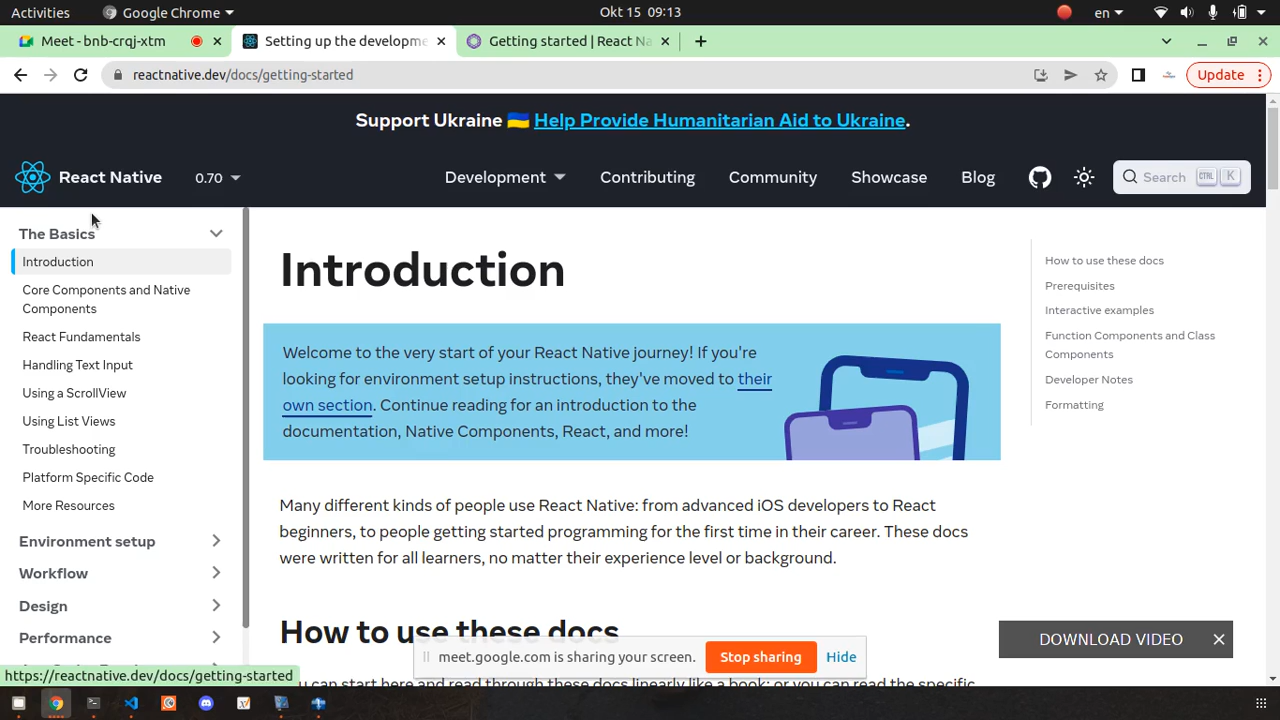 Activities
Google Chrome
Okt 15 09:13
en
Meet - bnb-crqj-xtm
Setting up the developme
Getting started | React Na
reactnative.dev/docs/getting-started
Update
Support Ukraine 🇺🇦 Help Provide Humanitarian Aid to Ukraine.
React Native
0.70
Development
Contributing
Community
Showcase
Blog
Search
CTRL
K
The Basics
Introduction
Core Components and Native
Components
React Fundamentals
Handling Text Input
Using a ScrollView
Using List Views
Troubleshooting
Platform Specific Code
More Resources
Environment setup
Workflow
Design
Performance
https://reactnative.dev/docs/getting-started
Introduction
Welcome to the very start of your React Native journey! If you're
looking for environment setup instructions, they've moved to their
own section. Continue reading for an introduction to the
documentation, Native Components, React, and more!
Many different kinds of people use React Native: from advanced iOS developers to React
beginners, to people getting started programming for the first time in their career. These docs
were written for all learners, no matter their experience level or background.
How to use these docs
you can start here and read through these docs linearly like a book; or you can read the specific
How to use these docs
Prerequisites
Interactive examples
Function Components and Class
Components
Developer Notes
Formatting
DOWNLOAD VIDEO
meet.google.com is sharing your screen.
Stop sharing
Hide